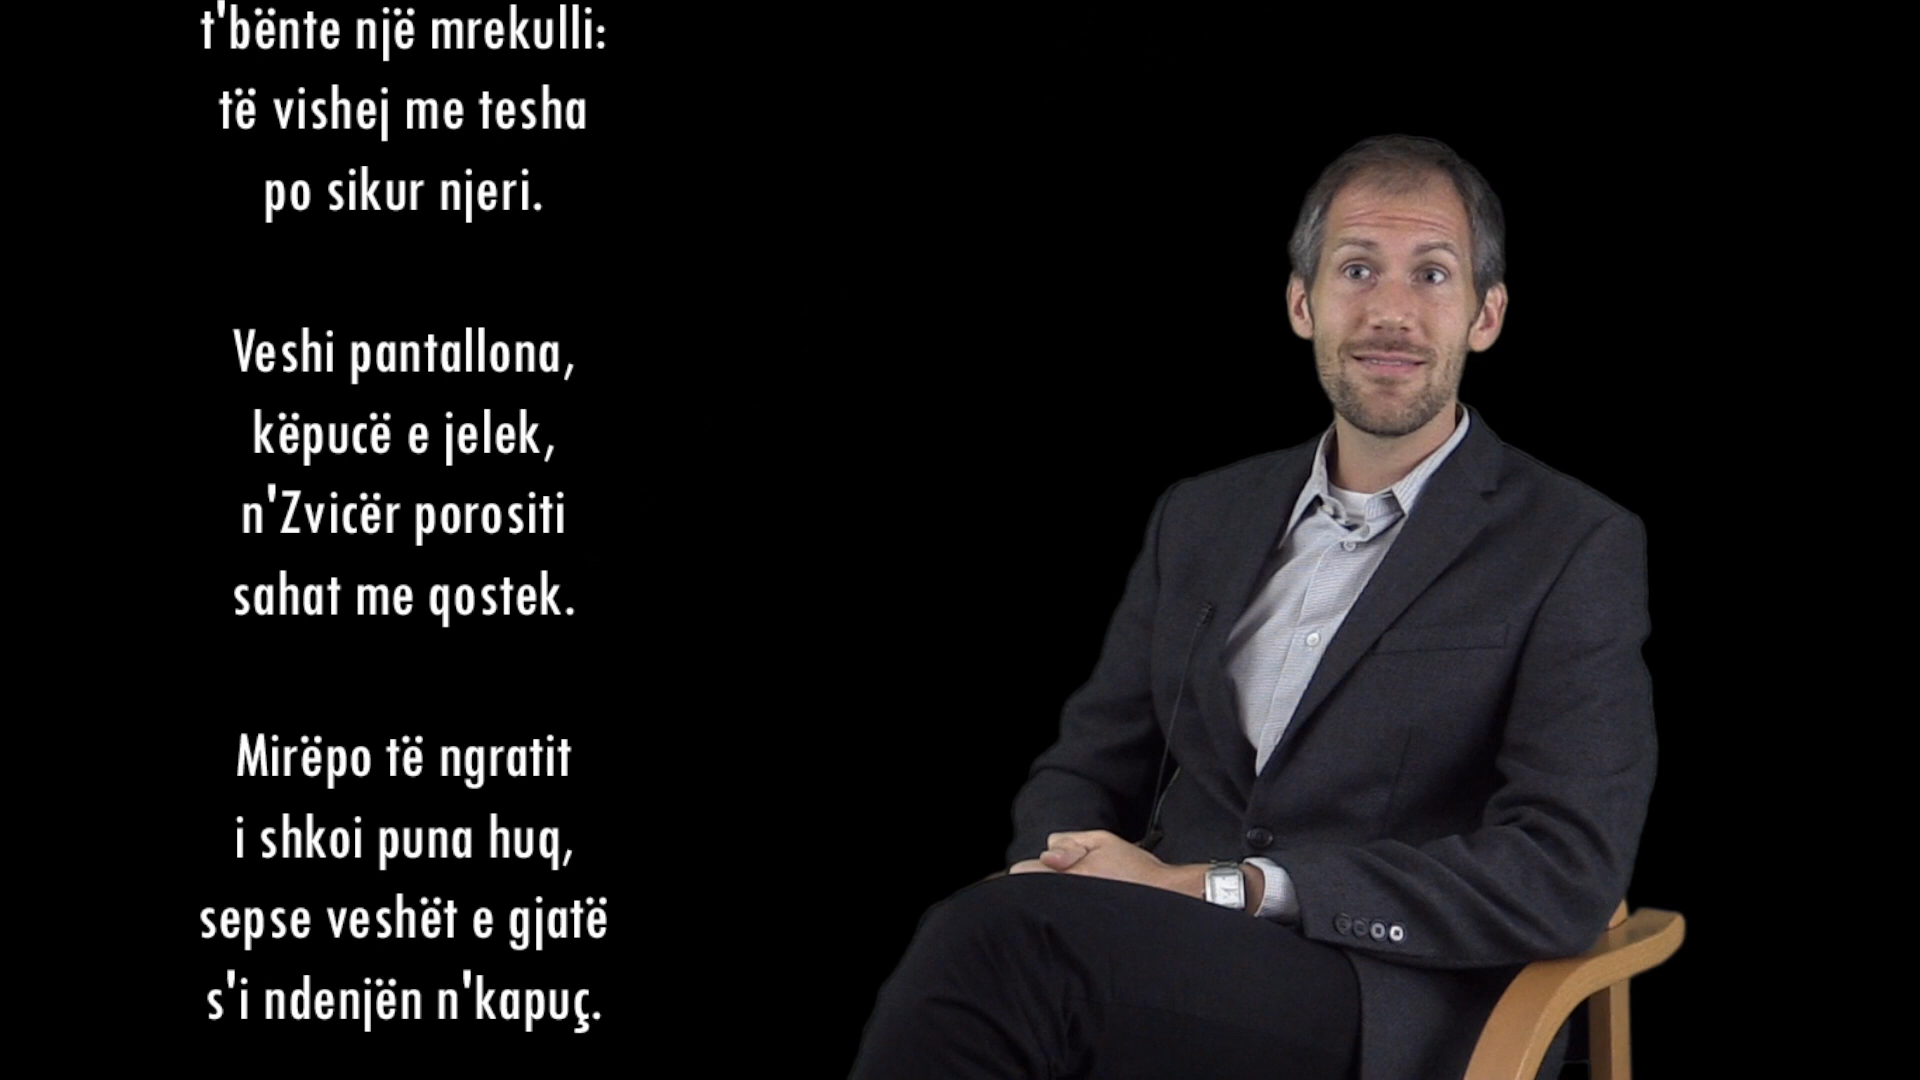 t'bënte një mrekulli:
të vishej me tesha
po sikur njeri.
Veshi pantallona,
këpucë e jelek,
n'Zvicër porositi
sahat me qostek.
Mirëpo të ngratit
i shkoi puna huq,
sepse veshët e gjatë
s'i ndenjën n'kapuç.